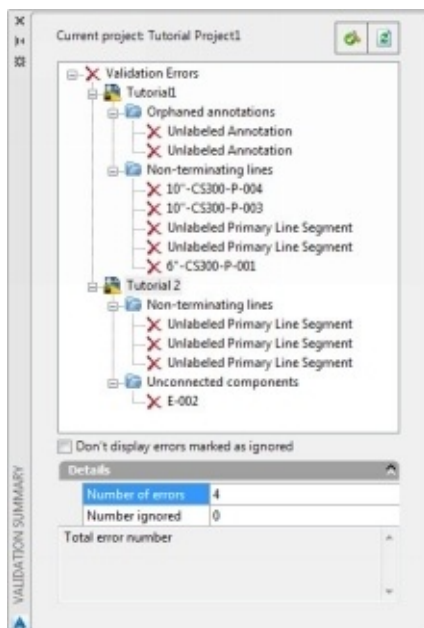 Current project: Tutorial Project1
Validation Errors
Tutorial1
Orphaned annotations
Unlabeled Annotation
Unlabeled Annotation
Non-terminating lines
10"-CS300-P-004
10"-CS300-P-003
Unlabeled Primary Line Segment
Unlabeled Primary Line Segment
6"-CS300-P-001
Tutorial 2
Non-terminating lines
Unlabeled Primary Line Segment
Unlabeled Primary Line Segment
Unlabeled Primary Line Segment
Unconnected components
E-002
Don't display errors marked as ignored
Details
Number of errors 4
Number ignored 0
Total error number
VALIDATION SUMMARY